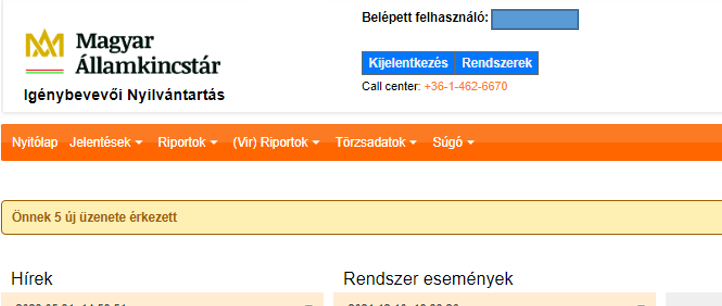 Belépett felhasználó:
Magyar
Államkincstár
Igénybevevői Nyilvántartás
Kijelentkezés Rendszerek
Call center: +36-1-462-6670
Nyitólap Jelentések Riportok (Vir) Riportok Törzsadatok Súgó
Önnek 5 új üzenete érkezett
Hírek Rendszer események